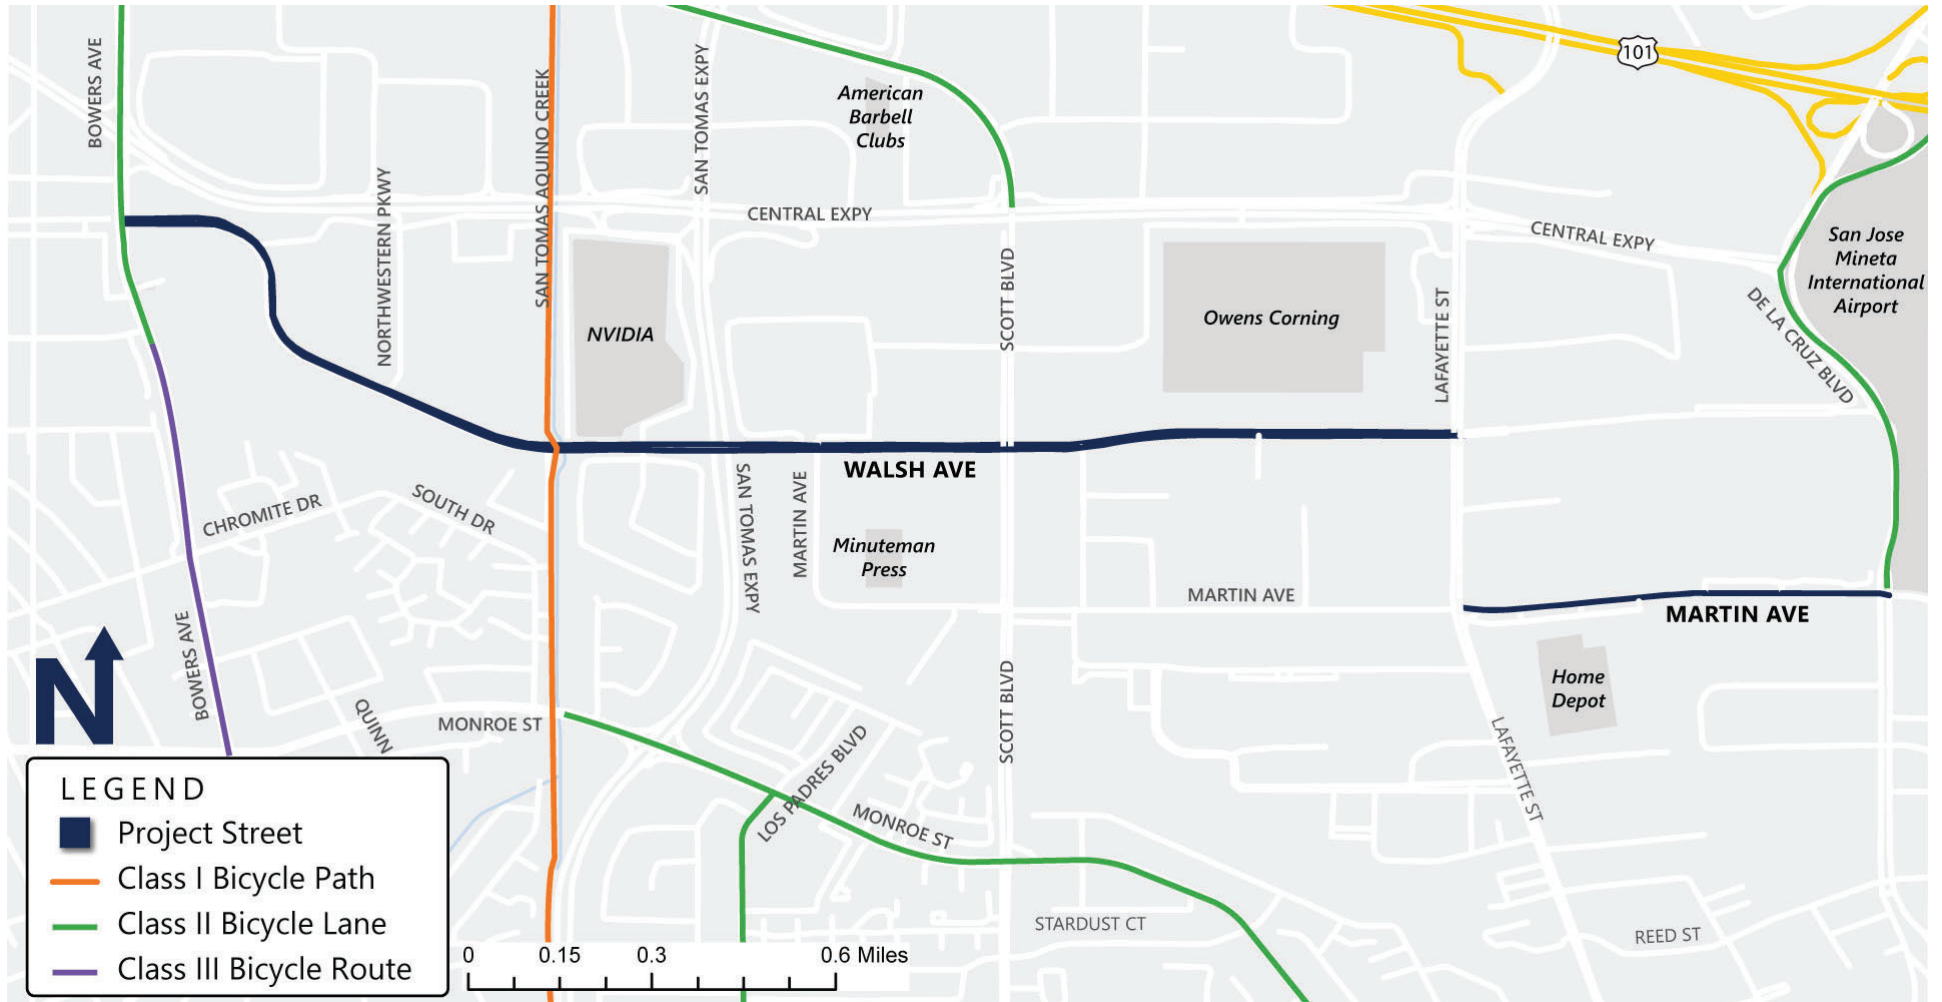 BOWERS AVE
SAN TOMAS AQUINO CREEK
SAN TOMAS EXPY
NORTHWESTERN PKWY
American
Barbell
Clubs
101
CENTRAL EXPY
CENTRAL EXPY
San Jose
Mineta
International
Airport
SCOTT BLVD
NVIDIA
Owens Corning
LAFAYETTE ST
DE LA CRUZ BLVD
WALSH AVE
CHROMITE DR
SOUTH DR
SAN TOMAS EXPY
MARTIN AVE
Minuteman
Press
MARTIN AVE
MARTIN AVE
BOWERS AVE
N
QUINN
MONROE ST
SCOTT BLVD
Home
Depot
LOS PADRES BLVD
MONROE ST
LAFAYETTE ST
STARDUST CT
REED ST
LEGEND
Project Street
Class I Bicycle Path
Class II Bicycle Lane
Class III Bicycle Route
0 0.15 0.3 0.6 Miles